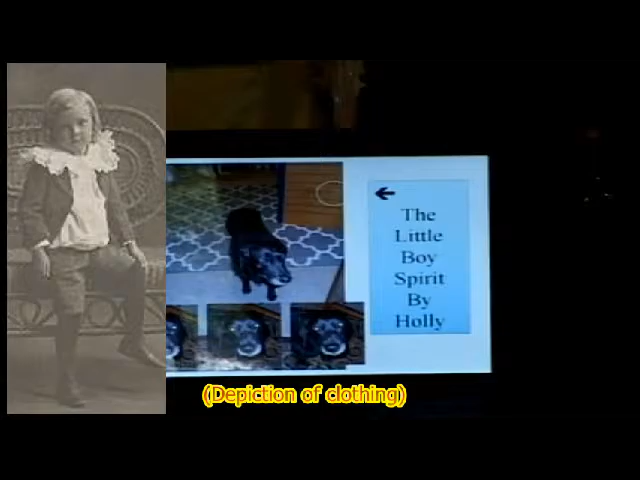 The
Little
Boy
Spirit
By
Holly
(Depiction of clothing)